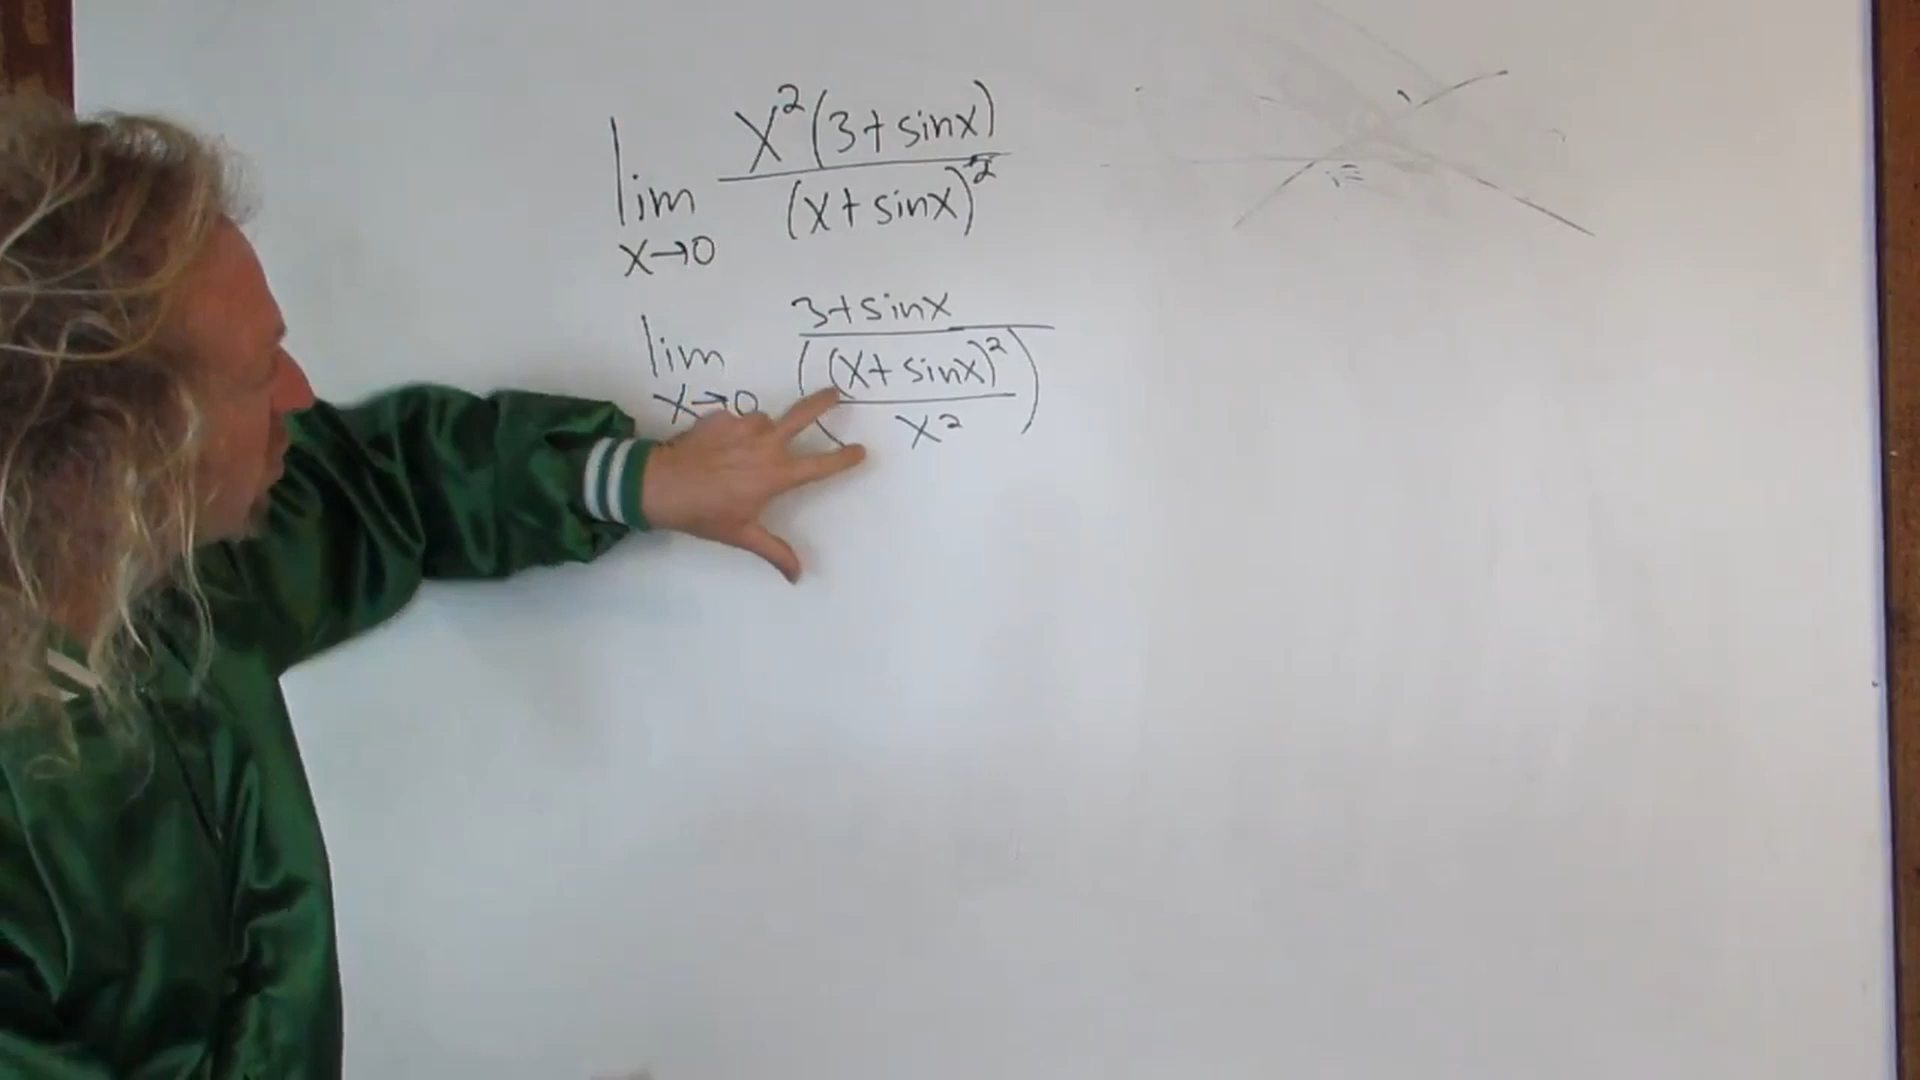 lim x→0 x²(3+sinx) / (x+sinx)²
lim x→0 3+sinx / ((x+sinx)² / x²)